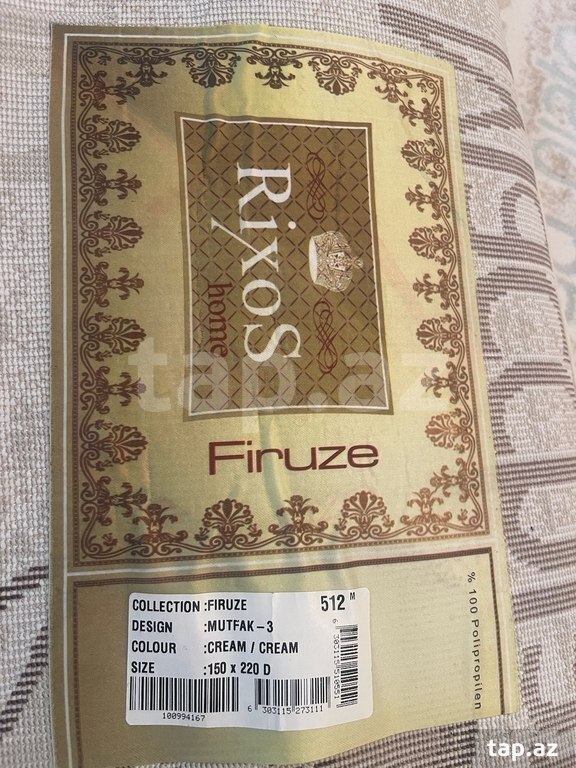 Rixos
home
Firuze
COLLECTION :FIRUZE 512 M
DESIGN :MUTFAK-3
COLOUR :CREAM / CREAM
SIZE :150 x 220 D
100994167
6 303115 273111
% 100 Polipropilen
tap.az
tap.az